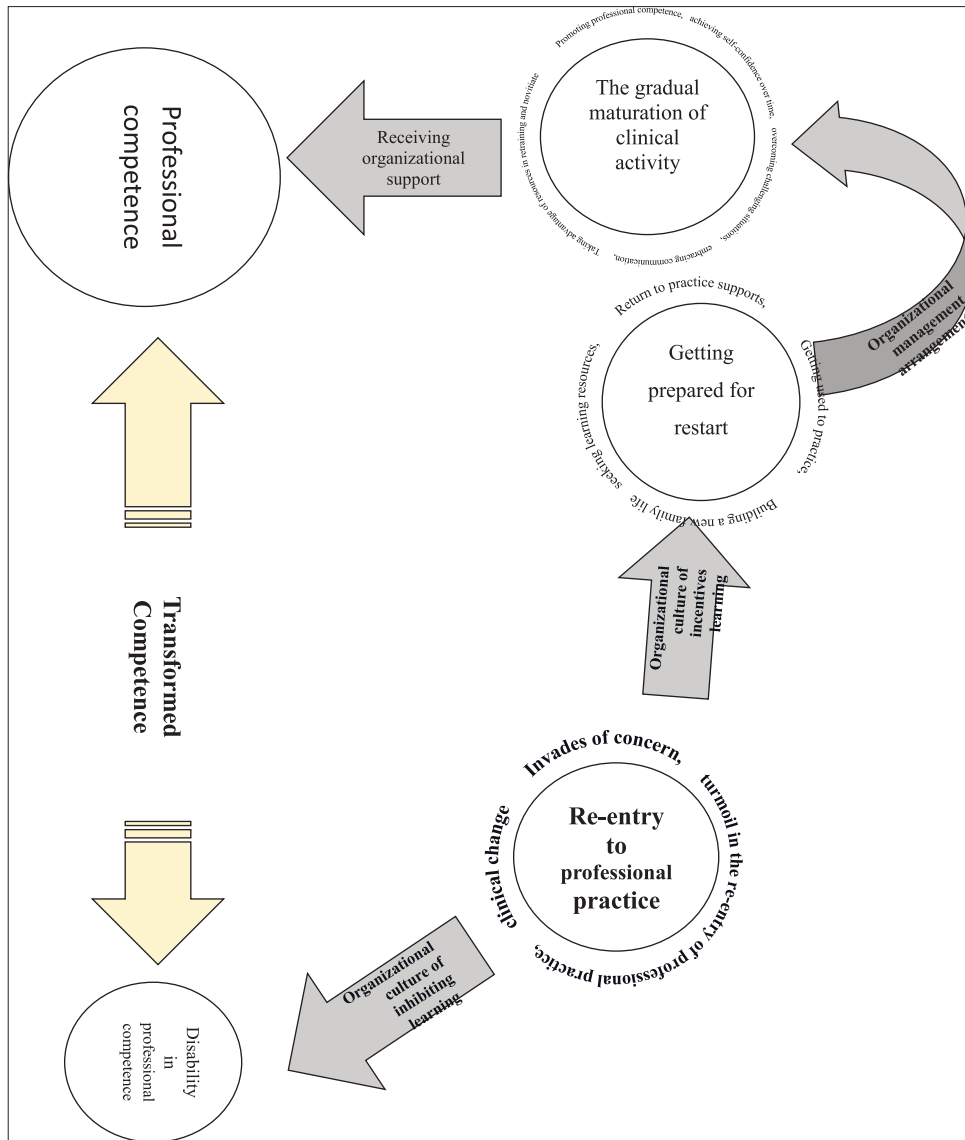 Professional
competence
Receiving
organizational
support
Promoting professional competence, achieving self-confidence over time, overcoming challenging situations, embracing communication, Taking advantage of resources in retraining and novitiate
The gradual
maturation of
clinical
activity
Organizational
management
arrangement
Return to practice supports, Getting used to practice, Building a new family life seeking learning resources,
Getting
prepared for
restart
Organizational
culture of
incentives
learning
Transformed
Competence
Invades of concern, turmoil in the re-entry of professional practice, clinical change
Re-entry
to
professional
practice
Organizational
culture of
inhibiting
learning
Disability
in
professional
competence